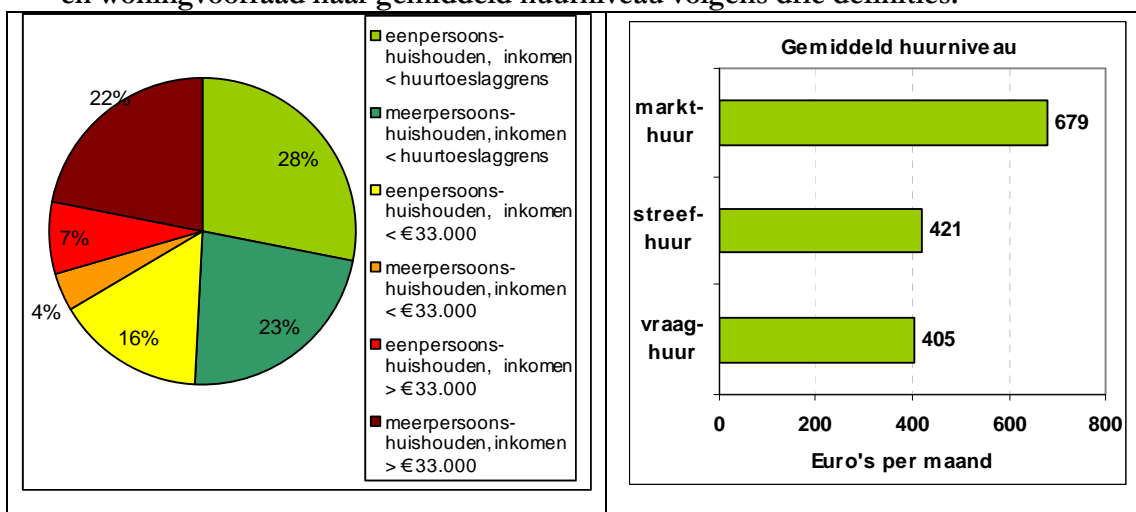 en woningvoorraad naar gemiddeld huurniveau volgens drie definities.
22%
28%
7%
4%
16%
23%
eenpersoons-
huishouden, inkomen
< huurtoeslaggrens
meerpersoons-
huishouden, inkomen
< huurtoeslaggrens
eenpersoons-
huishouden, inkomen
< €33.000
meerpersoons-
huishouden, inkomen
< €33.000
eenpersoons-
huishouden, inkomen
> €33.000
meerpersoons-
huishouden, inkomen
> €33.000
Gemiddeld huurniveau
markt-
huur
679
streef-
huur
421
vraag-
huur
405
0 200 400 600 800
Euro's per maand